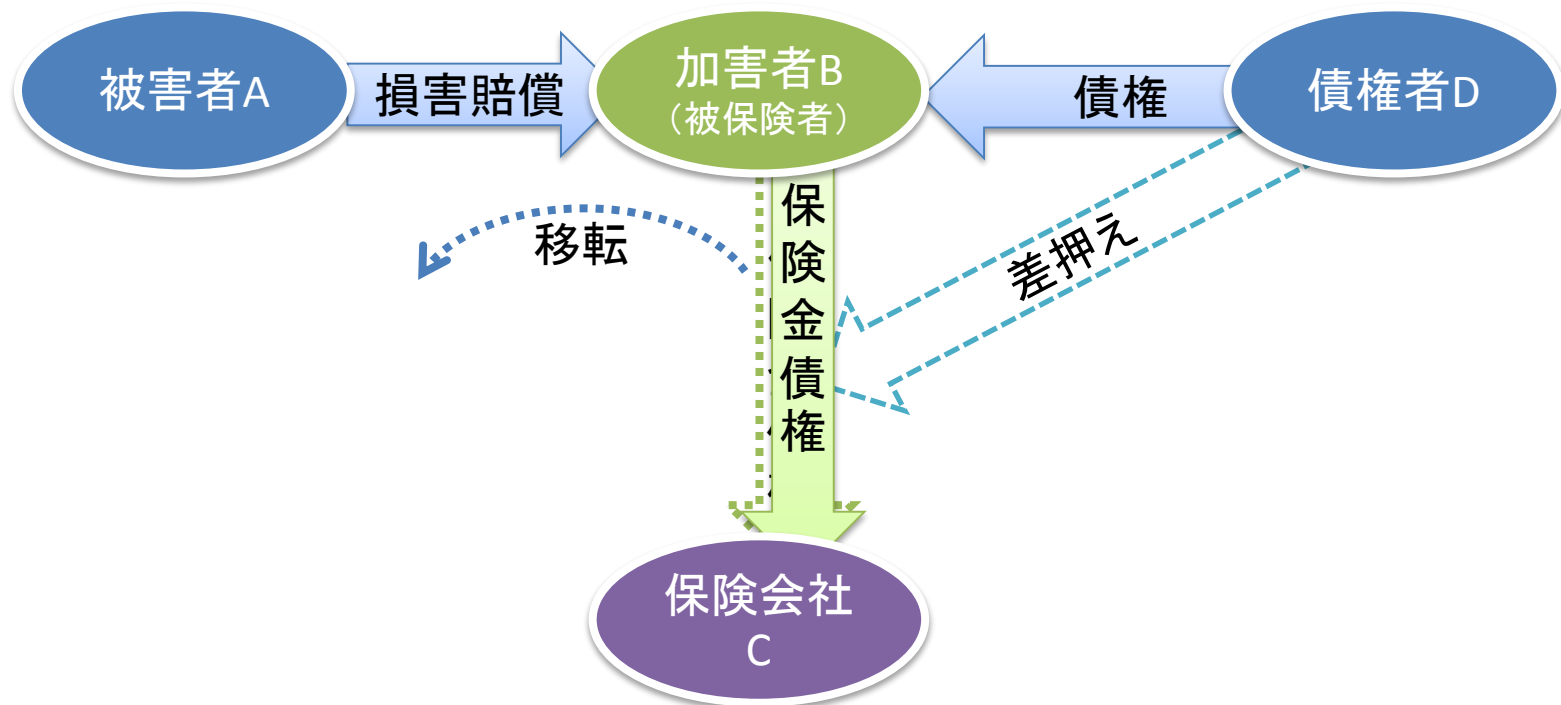 被害者A
損害賠償
加害者B
（被保険者）
債権
債権者D
移転
保険金債権
差押え
保険会社
C